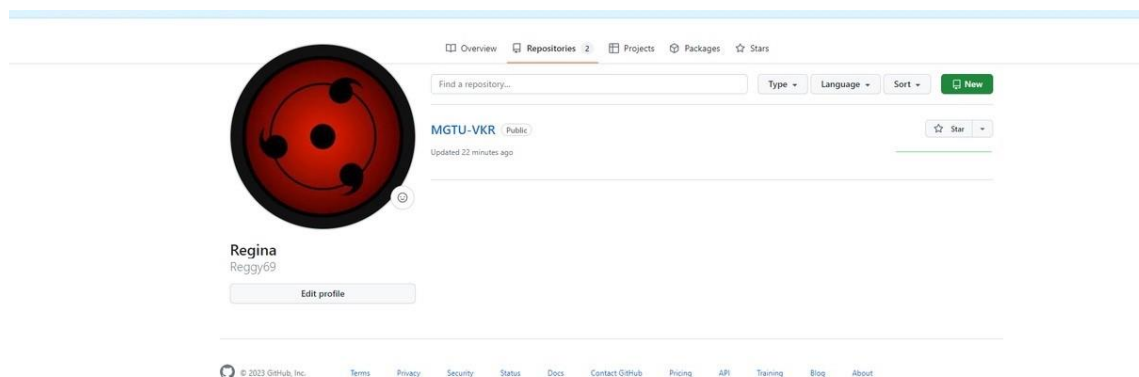 Overview Repositories 2 Projects Packages Stars
Find a repository... Type Language Sort New
MGTU-VKR Public Star
Updated 22 minutes ago
Regina
Reggy69
Edit profile
© 2023 GitHub, Inc. Terms Privacy Security Status Docs Contact GitHub Pricing API Training Blog About